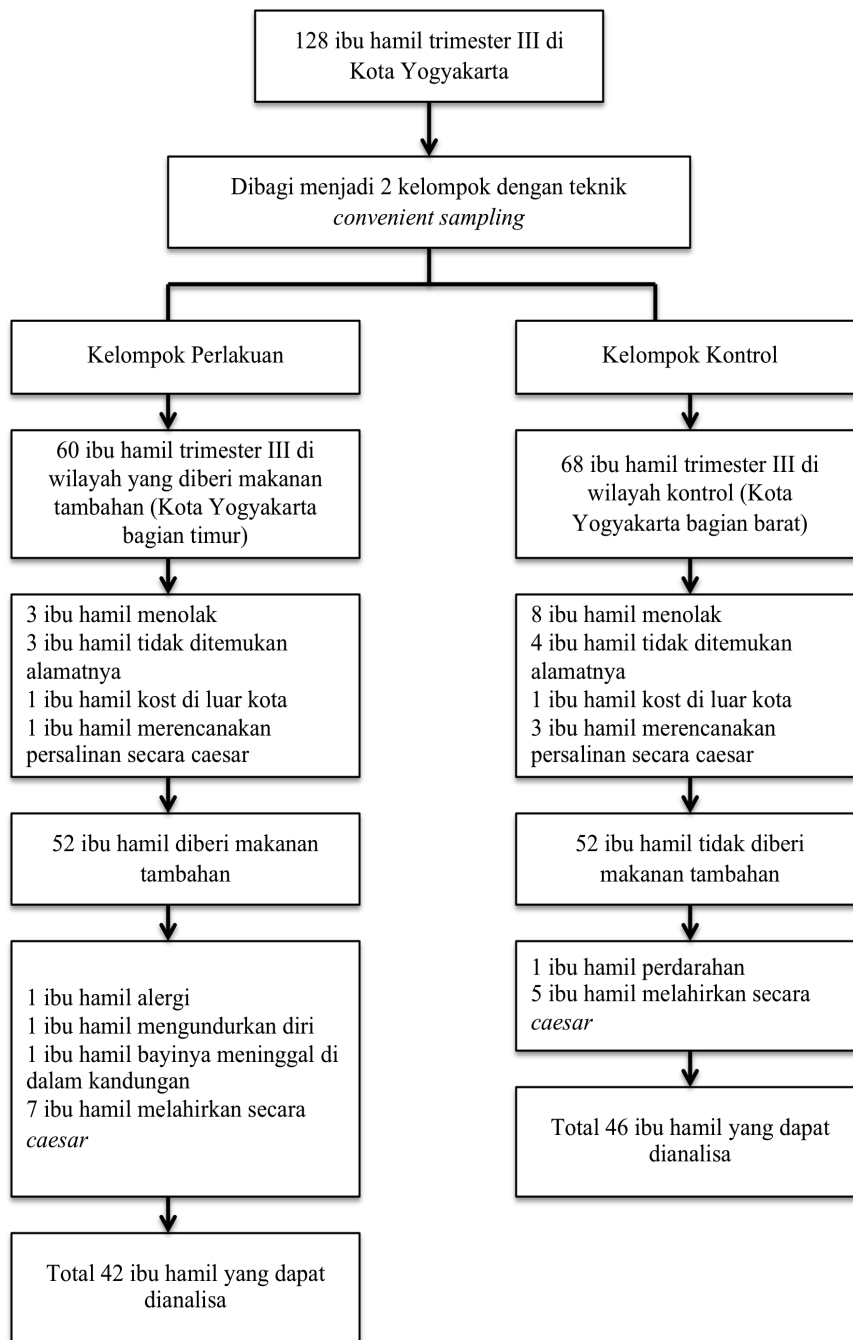 128 ibu hamil trimester III di
Kota Yogyakarta
Dibagi menjadi 2 kelompok dengan teknik
convenient sampling
Kelompok Perlakuan
60 ibu hamil trimester III di
wilayah yang diberi makanan
tambahan (Kota Yogyakarta
bagian timur)
3 ibu hamil menolak
3 ibu hamil tidak ditemukan
alamatnya
1 ibu hamil kost di luar kota
1 ibu hamil merencanakan
persalinan secara caesar
52 ibu hamil diberi makanan
tambahan
1 ibu hamil alergi
1 ibu hamil mengundurkan diri
1 ibu hamil bayinya meninggal di
dalam kandungan
7 ibu hamil melahirkan secara
caesar
Total 42 ibu hamil yang dapat
dianalisa
Kelompok Kontrol
68 ibu hamil trimester III di
wilayah kontrol (Kota
Yogyakarta bagian barat)
8 ibu hamil menolak
4 ibu hamil tidak ditemukan
alamatnya
1 ibu hamil kost di luar kota
3 ibu hamil merencanakan
persalinan secara caesar
52 ibu hamil tidak diberi
makanan tambahan
1 ibu hamil perdarahan
5 ibu hamil melahirkan secara
caesar
Total 46 ibu hamil yang dapat
dianalisa